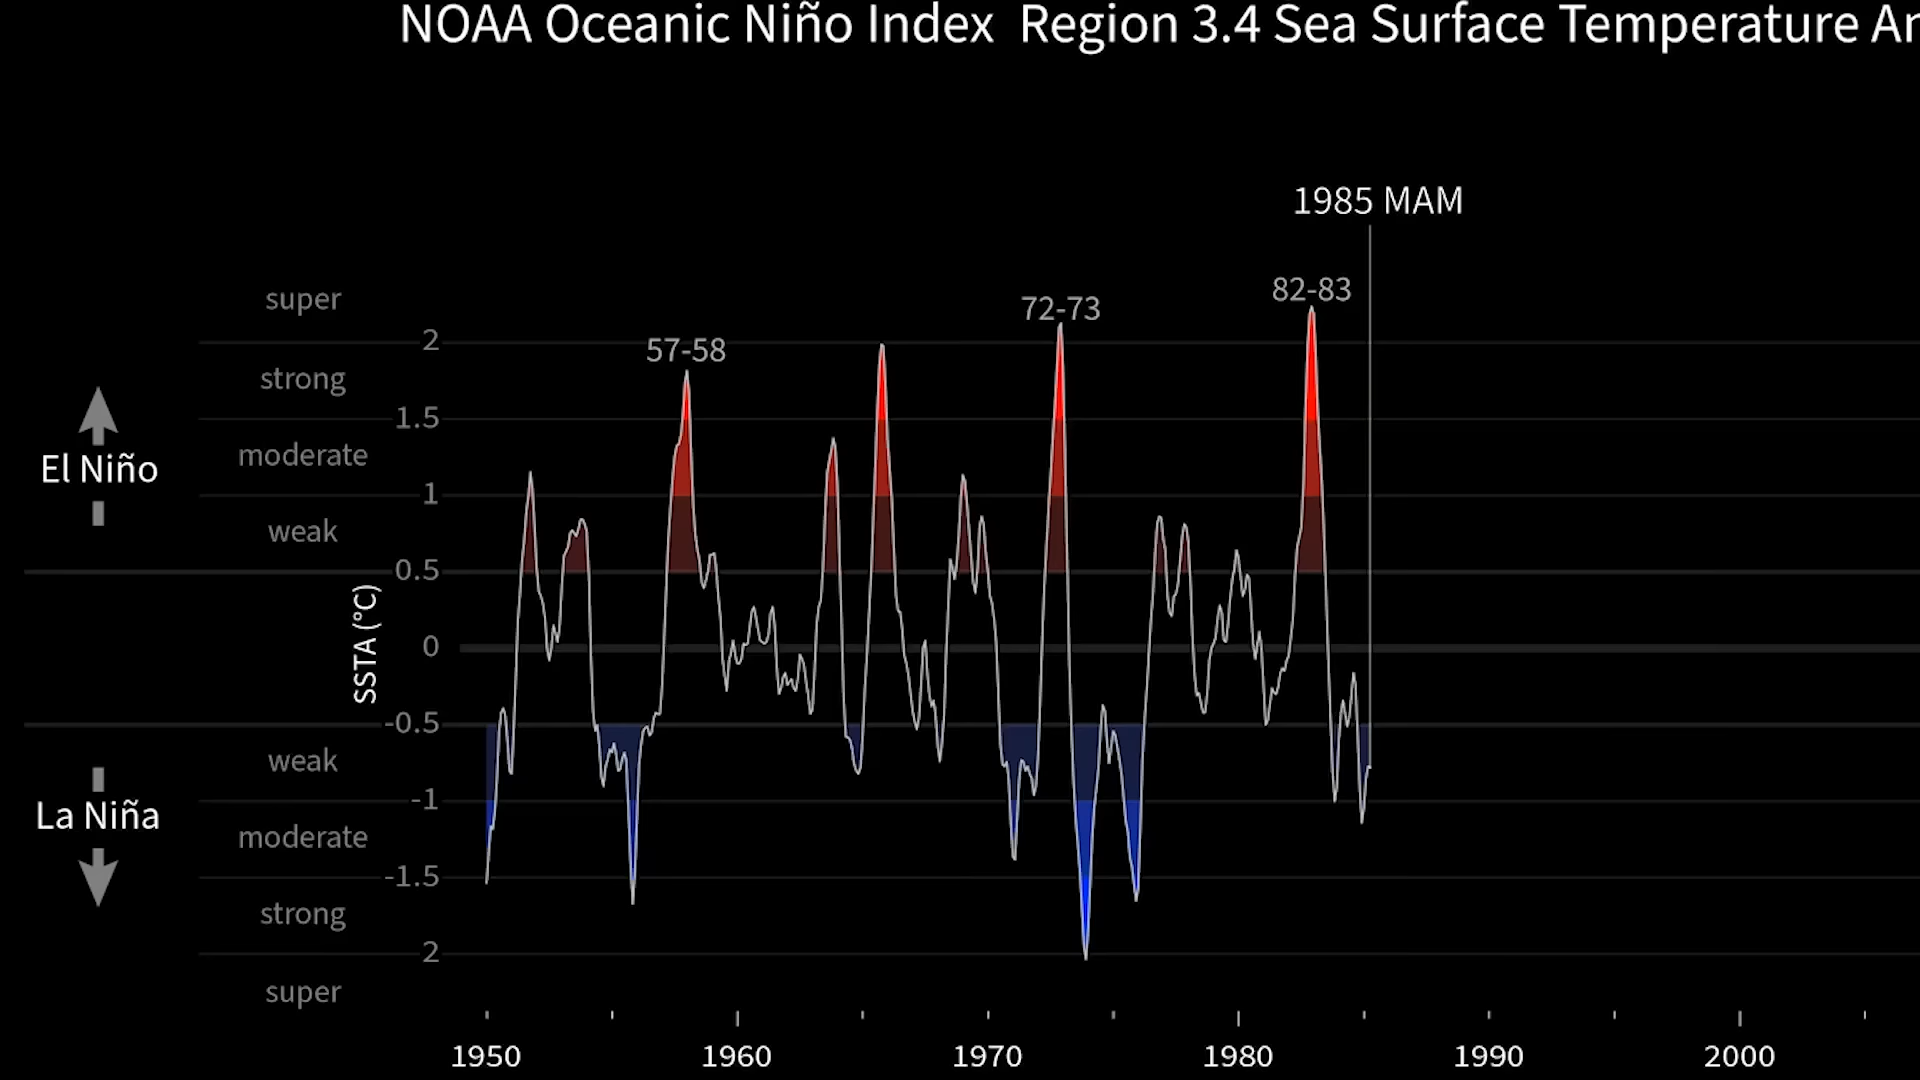 NOAA Oceanic Niño Index  Region 3.4 Sea Surface Temperature An
1985 MAM
82-83
super
72-73
2
57-58
strong
1.5
moderate
El Niño
1
weak
0.5
SSTA (°C)
0
-0.5
weak
-1
La Niña
moderate
-1.5
strong
2
super
1950 1960 1970 1980 1990 2000